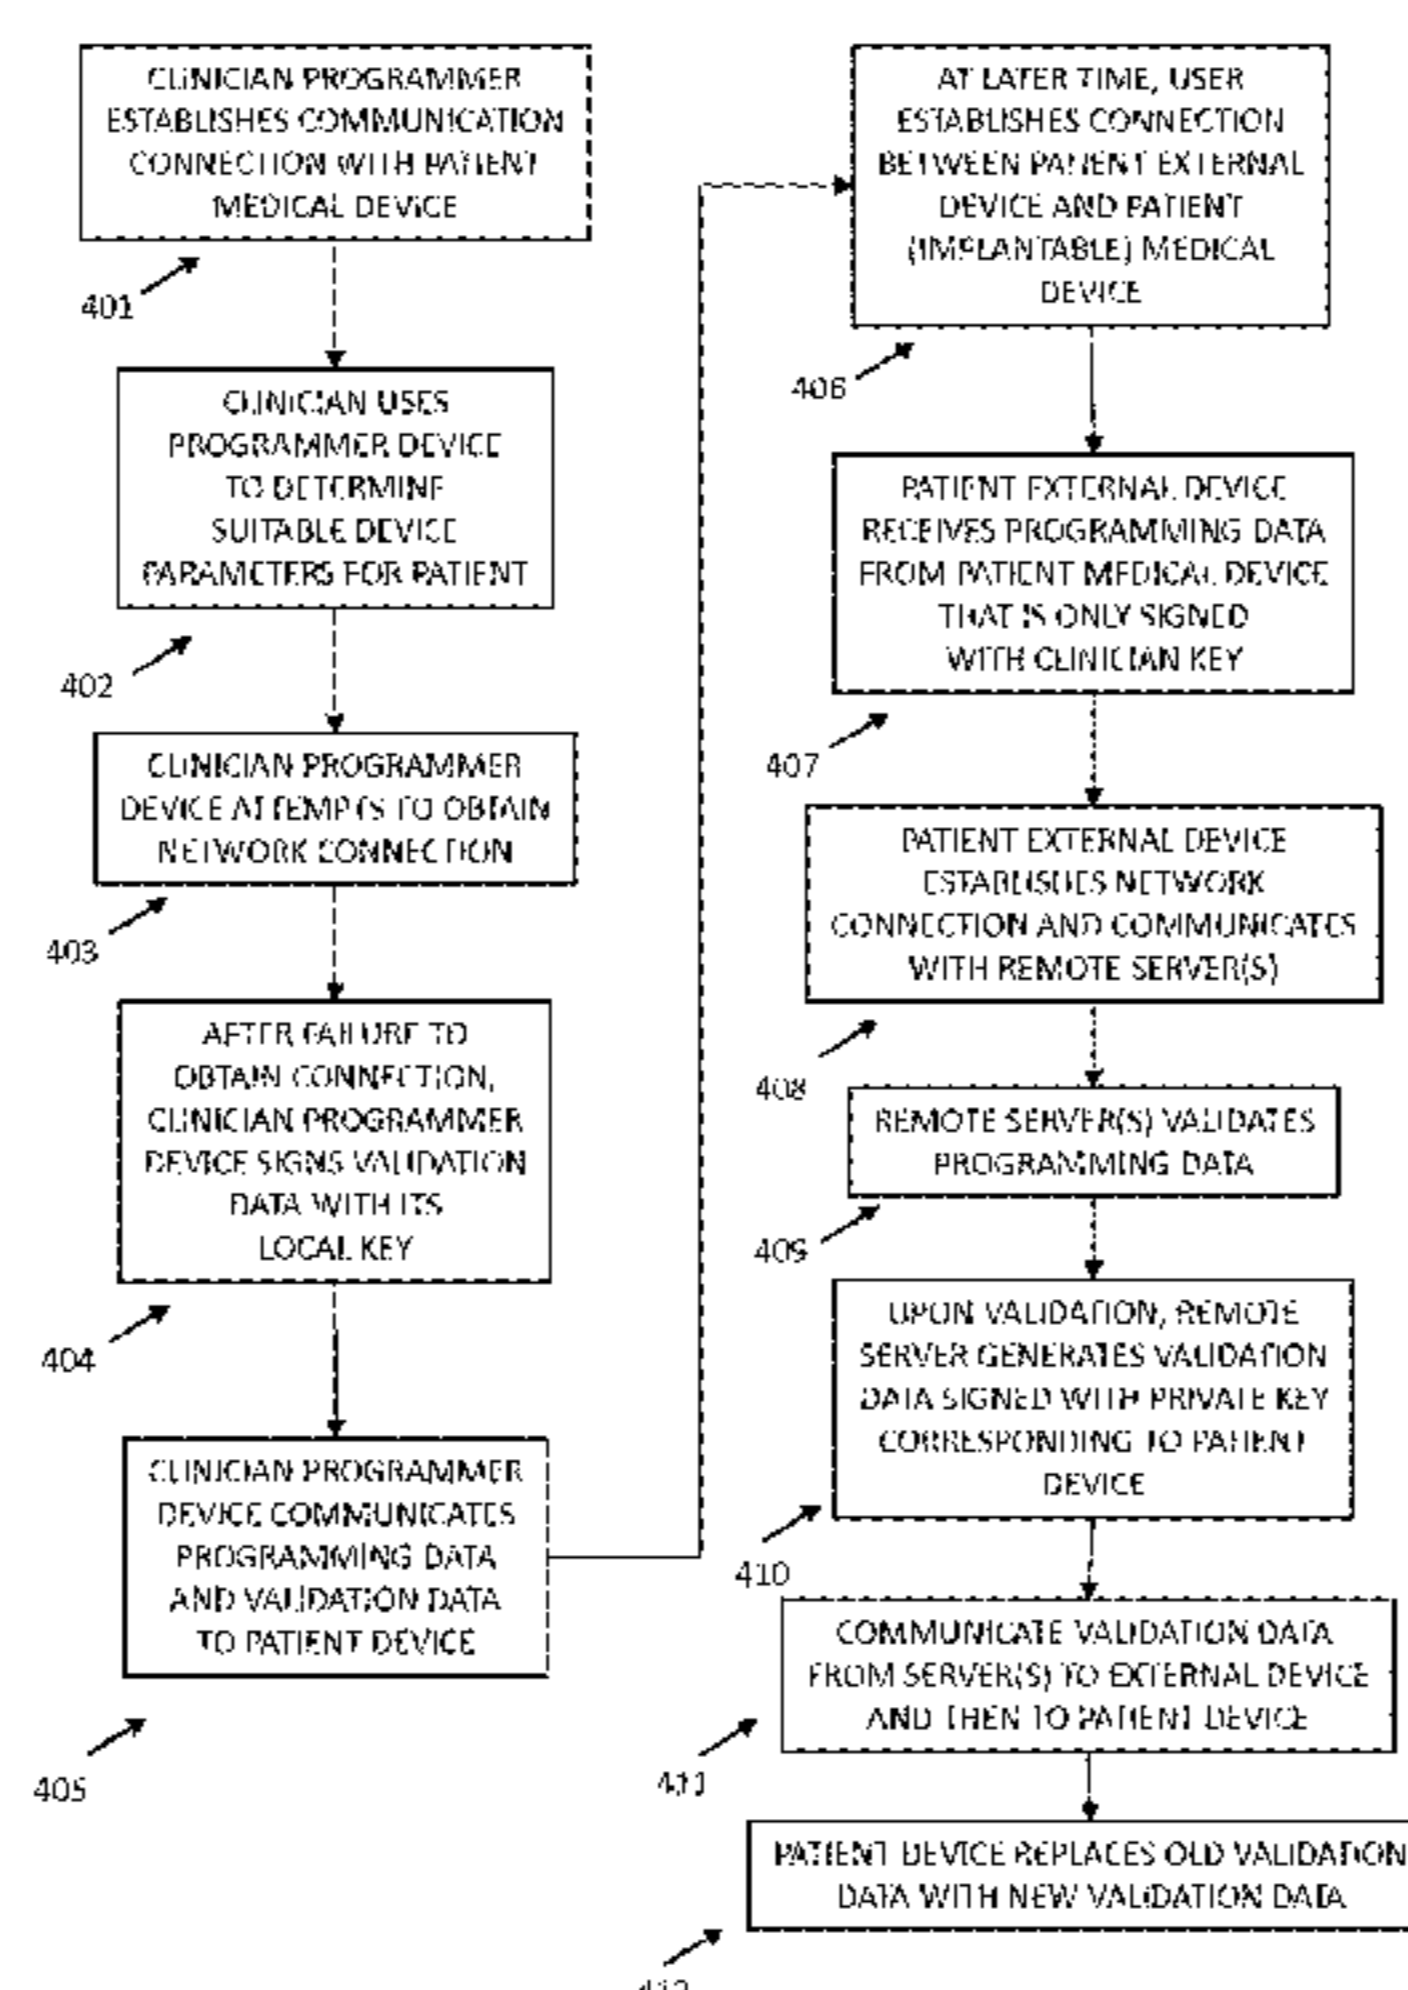 CLINICIAN PROGRAMMER
ESTABLISHES COMMUNICATION
CONNECTION WITH PATIENT
MEDICAL DEVICE
401
CLINICIAN USES
PROGRAMMER DEVICE
TO DETERMINE
SUITABLE DEVICE
PARAMETERS FOR PATIENT
402
CLINICIAN PROGRAMMER
DEVICE ATTEMPTS TO OBTAIN
NETWORK CONNECTION
403
AFTER FAILURE TO
OBTAIN CONNECTION,
CLINICIAN PROGRAMMER
DEVICE SIGNS VALIDATION
DATA WITH ITS
LOCAL KEY
404
CLINICIAN PROGRAMMER
DEVICE COMMUNICATES
PROGRAMMING DATA
AND VALIDATION DATA
TO PATIENT DEVICE
405
AT LATER TIME, USER
ESTABLISHES CONNECTION
BETWEEN PATIENT EXTERNAL
DEVICE AND PATIENT
(IMPLANTABLE) MEDICAL
DEVICE
406
PATIENT EXTERNAL DEVICE
RECEIVES PROGRAMMING DATA
FROM PATIENT MEDICAL DEVICE
THAT IS ONLY SIGNED
WITH CLINICIAN KEY
407
PATIENT EXTERNAL DEVICE
ESTABLISHES NETWORK
CONNECTION AND COMMUNICATES
WITH REMOTE SERVER(S)
408
REMOTE SERVER(S) VALIDATES
PROGRAMMING DATA
409
UPON VALIDATION, REMOTE
SERVER GENERATES VALIDATION
DATA SIGNED WITH PRIVATE KEY
CORRESPONDING TO PATIENT
DEVICE
410
COMMUNICATE VALIDATION DATA
FROM SERVER(S) TO EXTERNAL DEVICE
AND THEN TO PATIENT DEVICE
411
PATIENT DEVICE REPLACES OLD VALIDATION
DATA WITH NEW VALIDATION DATA